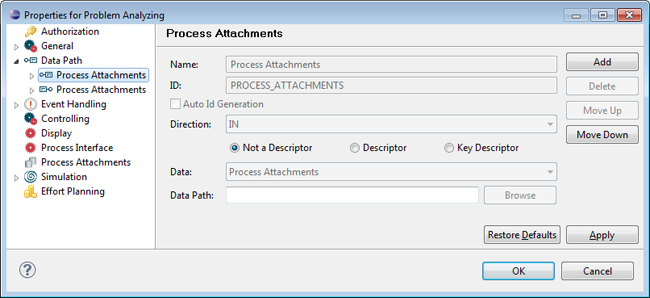 Properties for Problem Analyzing
Authorization
General
Data Path
Process Attachments
Process Attachments
Event Handling
Controlling
Display
Process Interface
Process Attachments
Simulation
Effort Planning
Process Attachments
Name: Process Attachments
ID: PROCESS_ATTACHMENTS
Auto Id Generation
Direction: IN
Not a Descriptor Descriptor Key Descriptor
Data: Process Attachments
Data Path: Browse
Add
Delete
Move Up
Move Down
Restore Defaults Apply
? OK Cancel